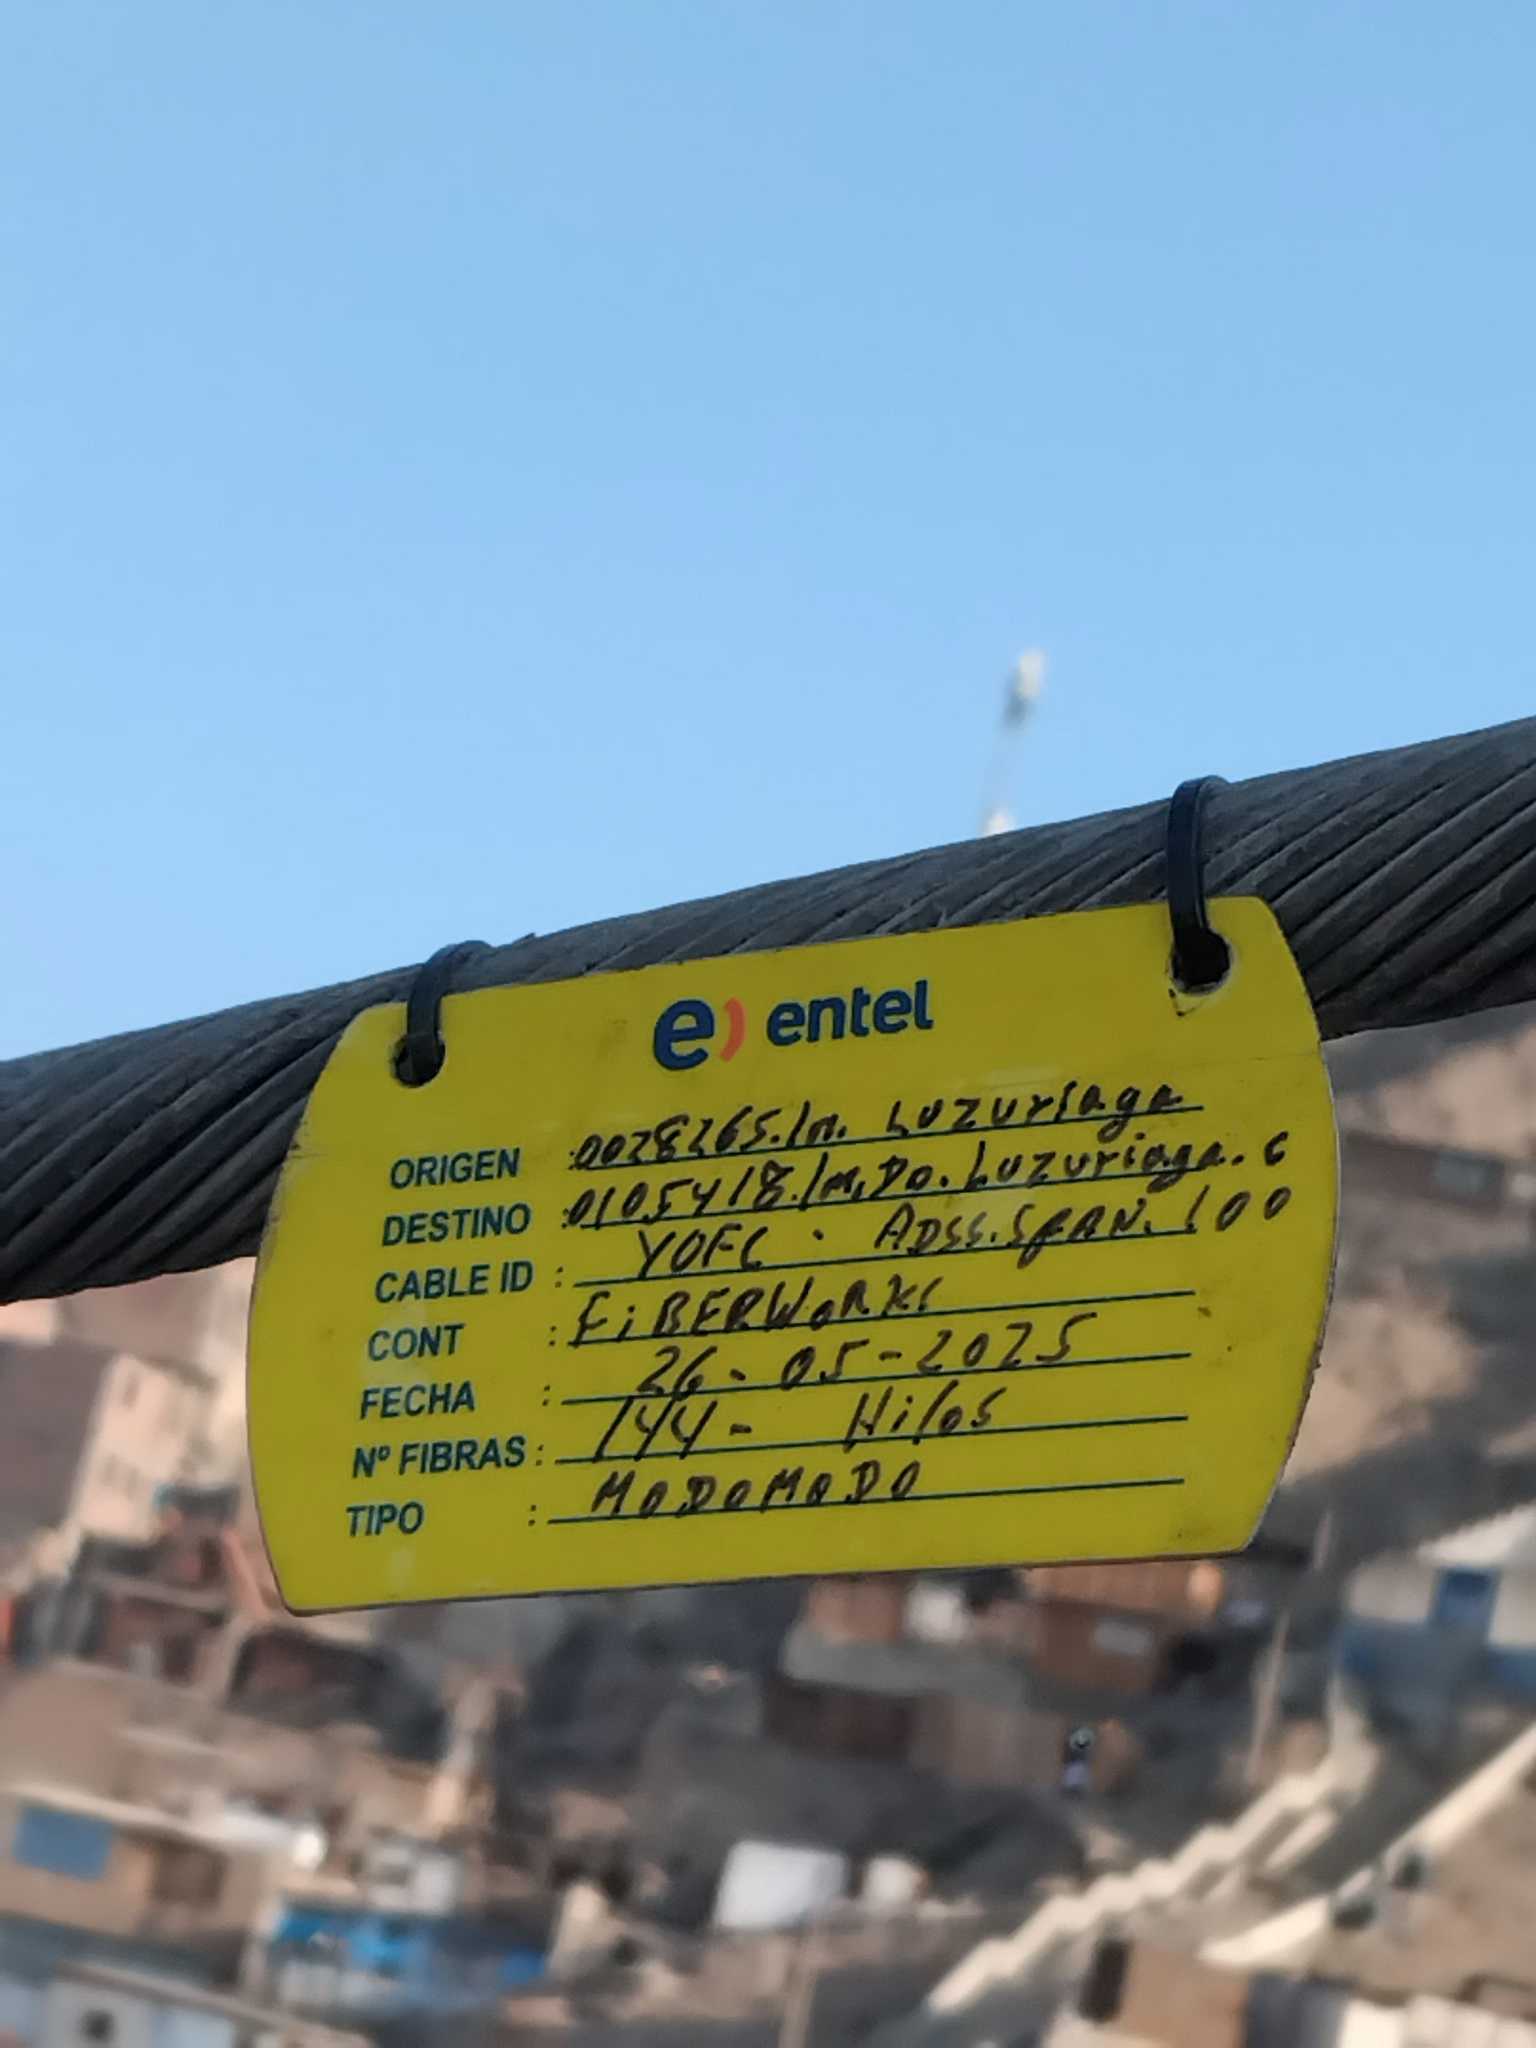 e) entel
ORIGEN :0028265.lm. Luzuriaga
DESTINO :0105418.lm,Do.Luzuriaga.6
CABLE ID : YOFC . ADSS.SPAN.100
CONT : FiBERWORKS
FECHA : 26-05-2025
Nº FIBRAS : 144- Hilos
TIPO : MODOMODO